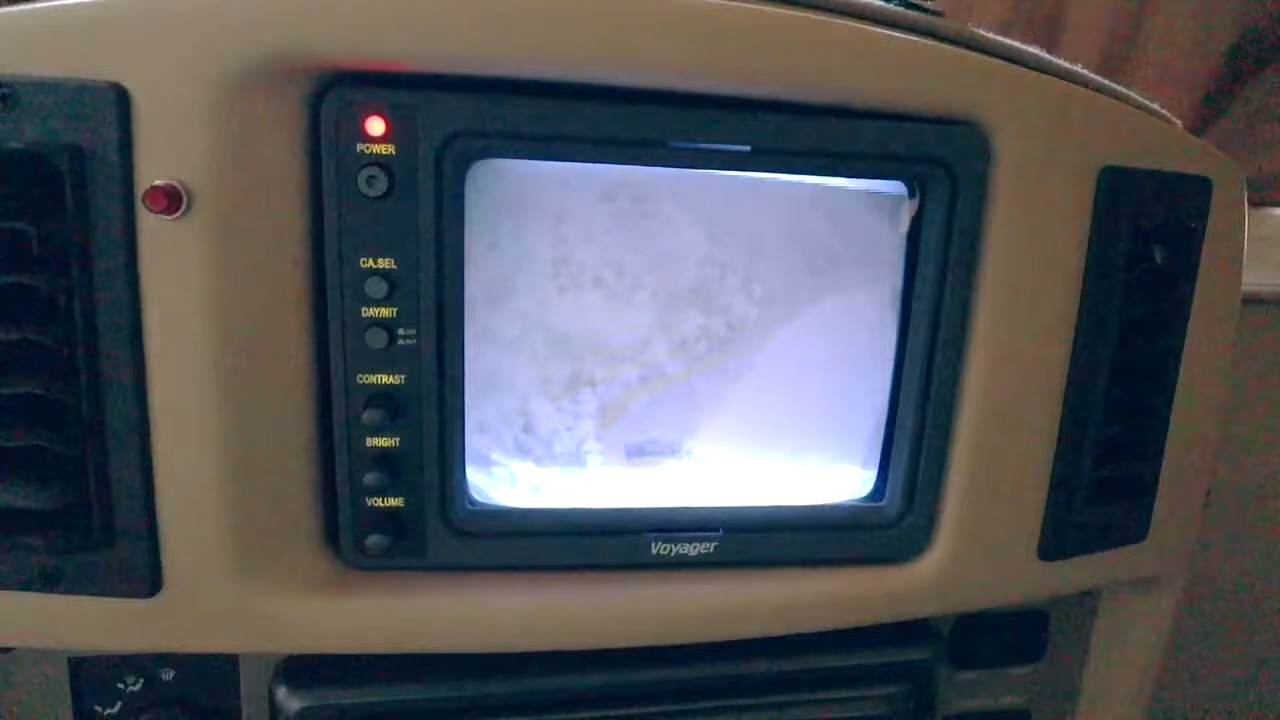 POWER
CA.SEL
DAY/NIT
CONTRAST
BRIGHT
VOLUME
Voyager